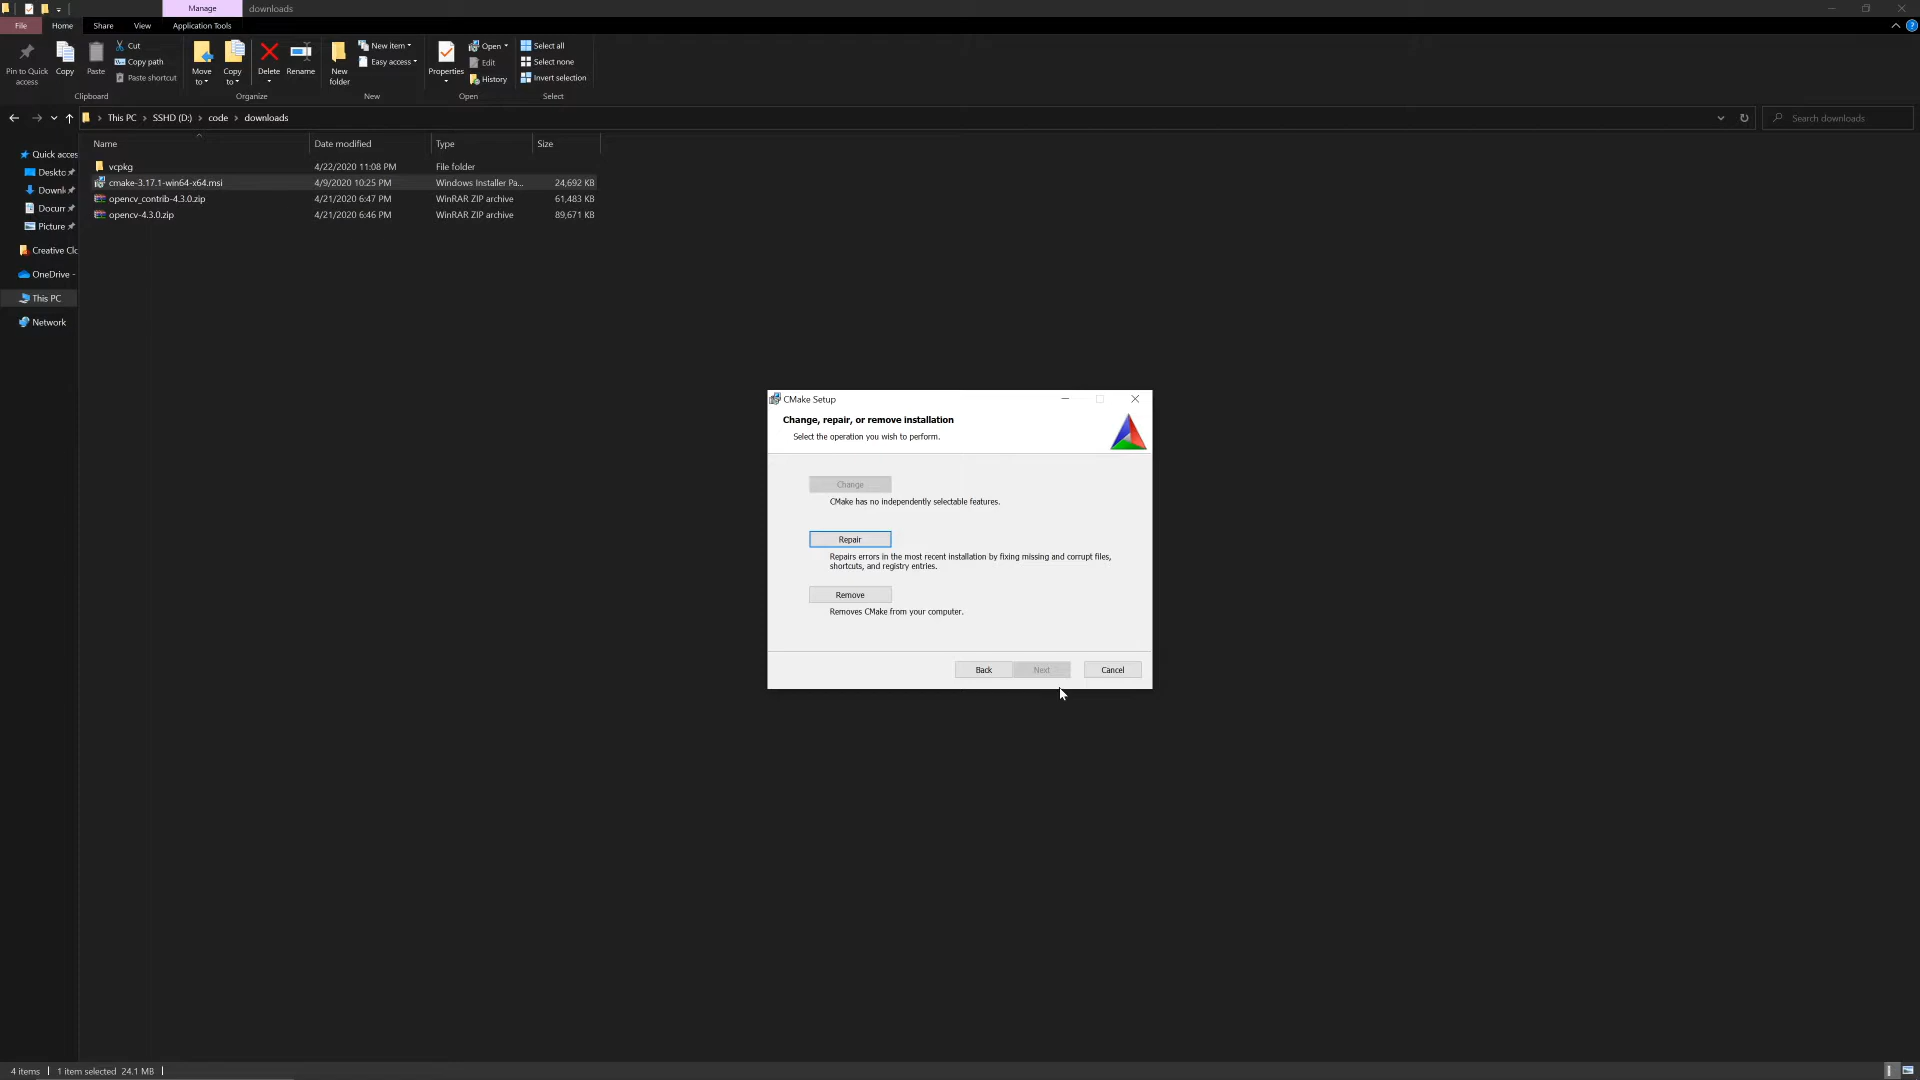 Manage
downloads
File
Home
Share
View
Application Tools
Pin to Quick
access
Copy
Paste
Cut
Copy path
Paste shortcut
Clipboard
Move
to
Copy
to
Delete
Rename
Organize
New
folder
New item
Easy access
New
Properties
Open
Edit
History
Open
Select all
Select none
Invert selection
Select
This PC
SSHD (D:)
code
downloads
Search downloads
Name
Date modified
Type
Size
vcpkg
4/22/2020 11:08 PM
File folder
cmake-3.17.1-win64-x64.msi
4/9/2020 10:25 PM
Windows Installer Pa...
24,692 KB
opencv_contrib-4.3.0.zip
4/21/2020 6:47 PM
WinRAR ZIP archive
61,483 KB
opencv-4.3.0.zip
4/21/2020 6:46 PM
WinRAR ZIP archive
89,671 KB
Quick acces
Deskto
Downl
Docum
Picture
Creative Clo
OneDrive -
This PC
Network
CMake Setup
Change, repair, or remove installation
Select the operation you wish to perform.
Change
CMake has no independently selectable features.
Repair
Repairs errors in the most recent installation by fixing missing and corrupt files,
shortcuts, and registry entries.
Remove
Removes CMake from your computer.
Back
Next
Cancel
4 items
1 item selected 24.1 MB